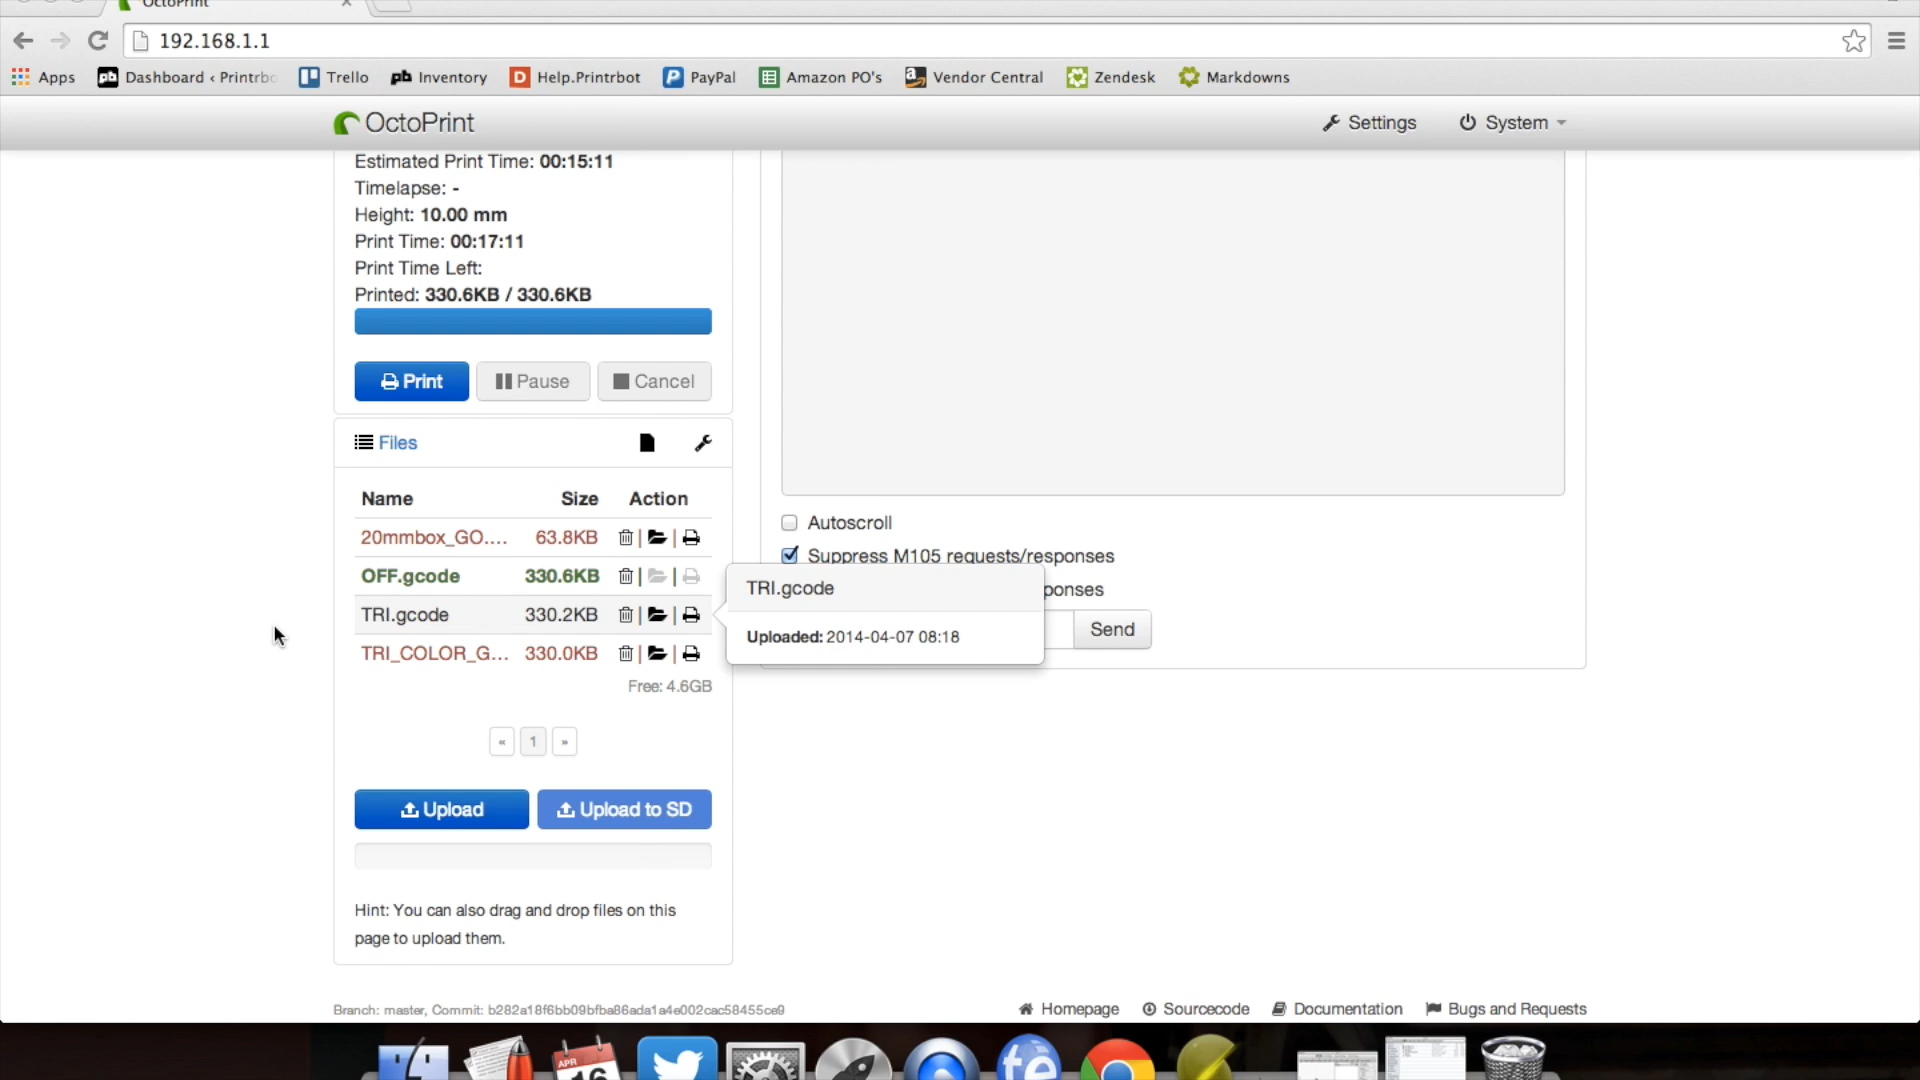 OctoPrint
192.168.1.1
Apps
Dashboard ‹ Printrbo
Trello
Inventory
Help.Printrbot
PayPal
Amazon PO's
Vendor Central
Zendesk
Markdowns
OctoPrint
Settings
System
Estimated Print Time: 00:15:11
Timelapse: -
Height: 10.00 mm
Print Time: 00:17:11
Print Time Left:
Printed: 330.6KB / 330.6KB
Print
Pause
Cancel
Files
Name Size Action
20mmbox_GO.... 63.8KB
OFF.gcode 330.6KB
TRI.gcode 330.2KB
TRI_COLOR_G... 330.0KB
Free: 4.6GB
« 1 »
Upload
Upload to SD
Hint: You can also drag and drop files on this
page to upload them.
Autoscroll
Suppress M105 requests/responses
ponses
Send
TRI.gcode
Uploaded: 2014-04-07 08:18
Branch: master, Commit: b282a18f6bb09bfba86ada1a4e002cac58455ce9
Homepage
Sourcecode
Documentation
Bugs and Requests
APR
16
te